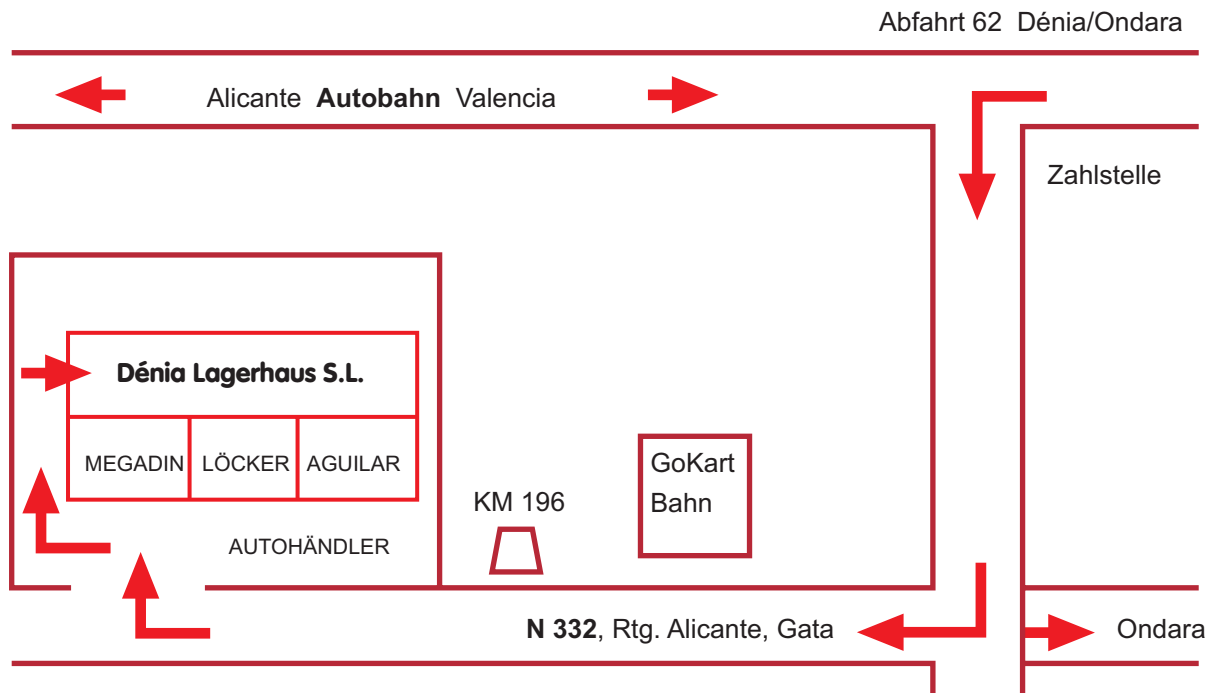 Abfahrt 62 Dénia/Ondara
Alicante Autobahn Valencia
Zahlstelle
Dénia Lagerhaus S.L.
MEGADIN LÖCKER AGUILAR
GoKart
Bahn
KM 196
AUTOHÄNDLER
N 332, Rtg. Alicante, Gata
Ondara